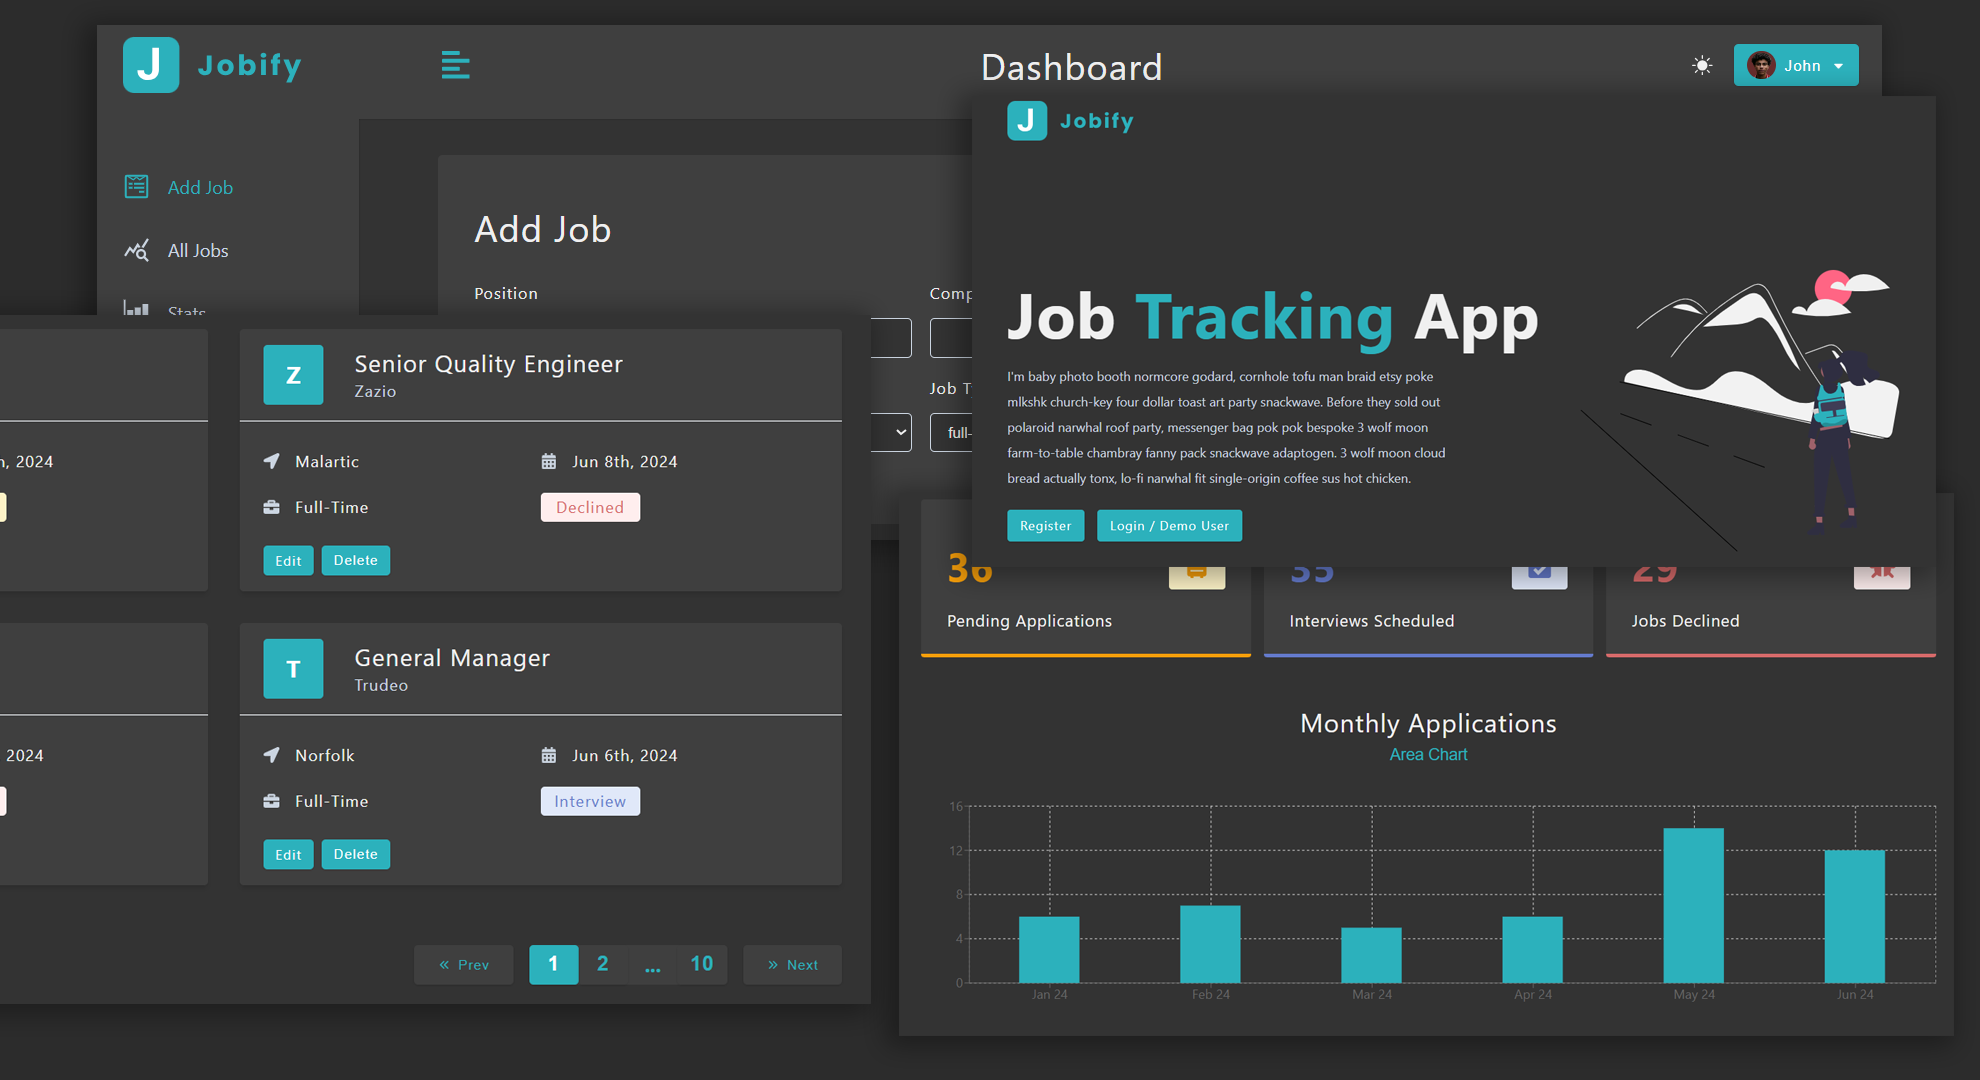 J Jobify
Dashboard
John
Add Job
All Jobs
Stats
Add Job
Position
J Jobify
Job Tracking App
I'm baby photo booth normcore godard, cornhole tofu man braid etsy poke
mlkshk church-key four dollar toast art party snackwave. Before they sold out
polaroid narwhal roof party, messenger bag pok pok bespoke 3 wolf moon
farm-to-table chambray fanny pack snackwave adaptogen. 3 wolf moon cloud
bread actually tonx, lo-fi narwhal fit single-origin coffee sus hot chicken.
Register
Login / Demo User
Job
full-
, 2024
Z
Senior Quality Engineer
Zazio
Malartic
Jun 8th, 2024
Full-Time
Declined
Edit
Delete
2024
T
General Manager
Trudeo
Norfolk
Jun 6th, 2024
Full-Time
Interview
Edit
Delete
« Prev
1
2
...
10
» Next
36
Pending Applications
35
Interviews Scheduled
29
Jobs Declined
Monthly Applications
Area Chart
16
12
8
4
0
Jan 24
Feb 24
Mar 24
Apr 24
May 24
Jun 24